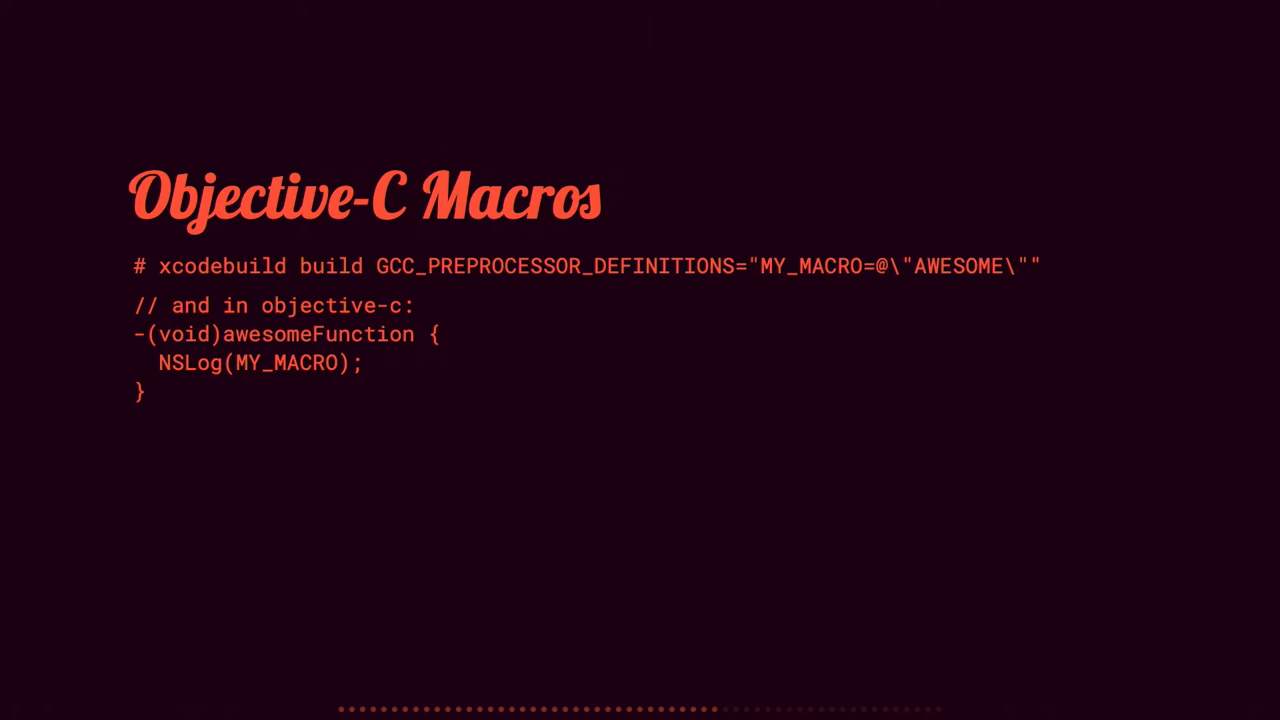 Objective-C Macros
# xcodebuild build GCC_PREPROCESSOR_DEFINITIONS="MY_MACRO=@\"AWESOME\""
// and in objective-c:
-(void)awesomeFunction {
  NSLog(MY_MACRO);
}